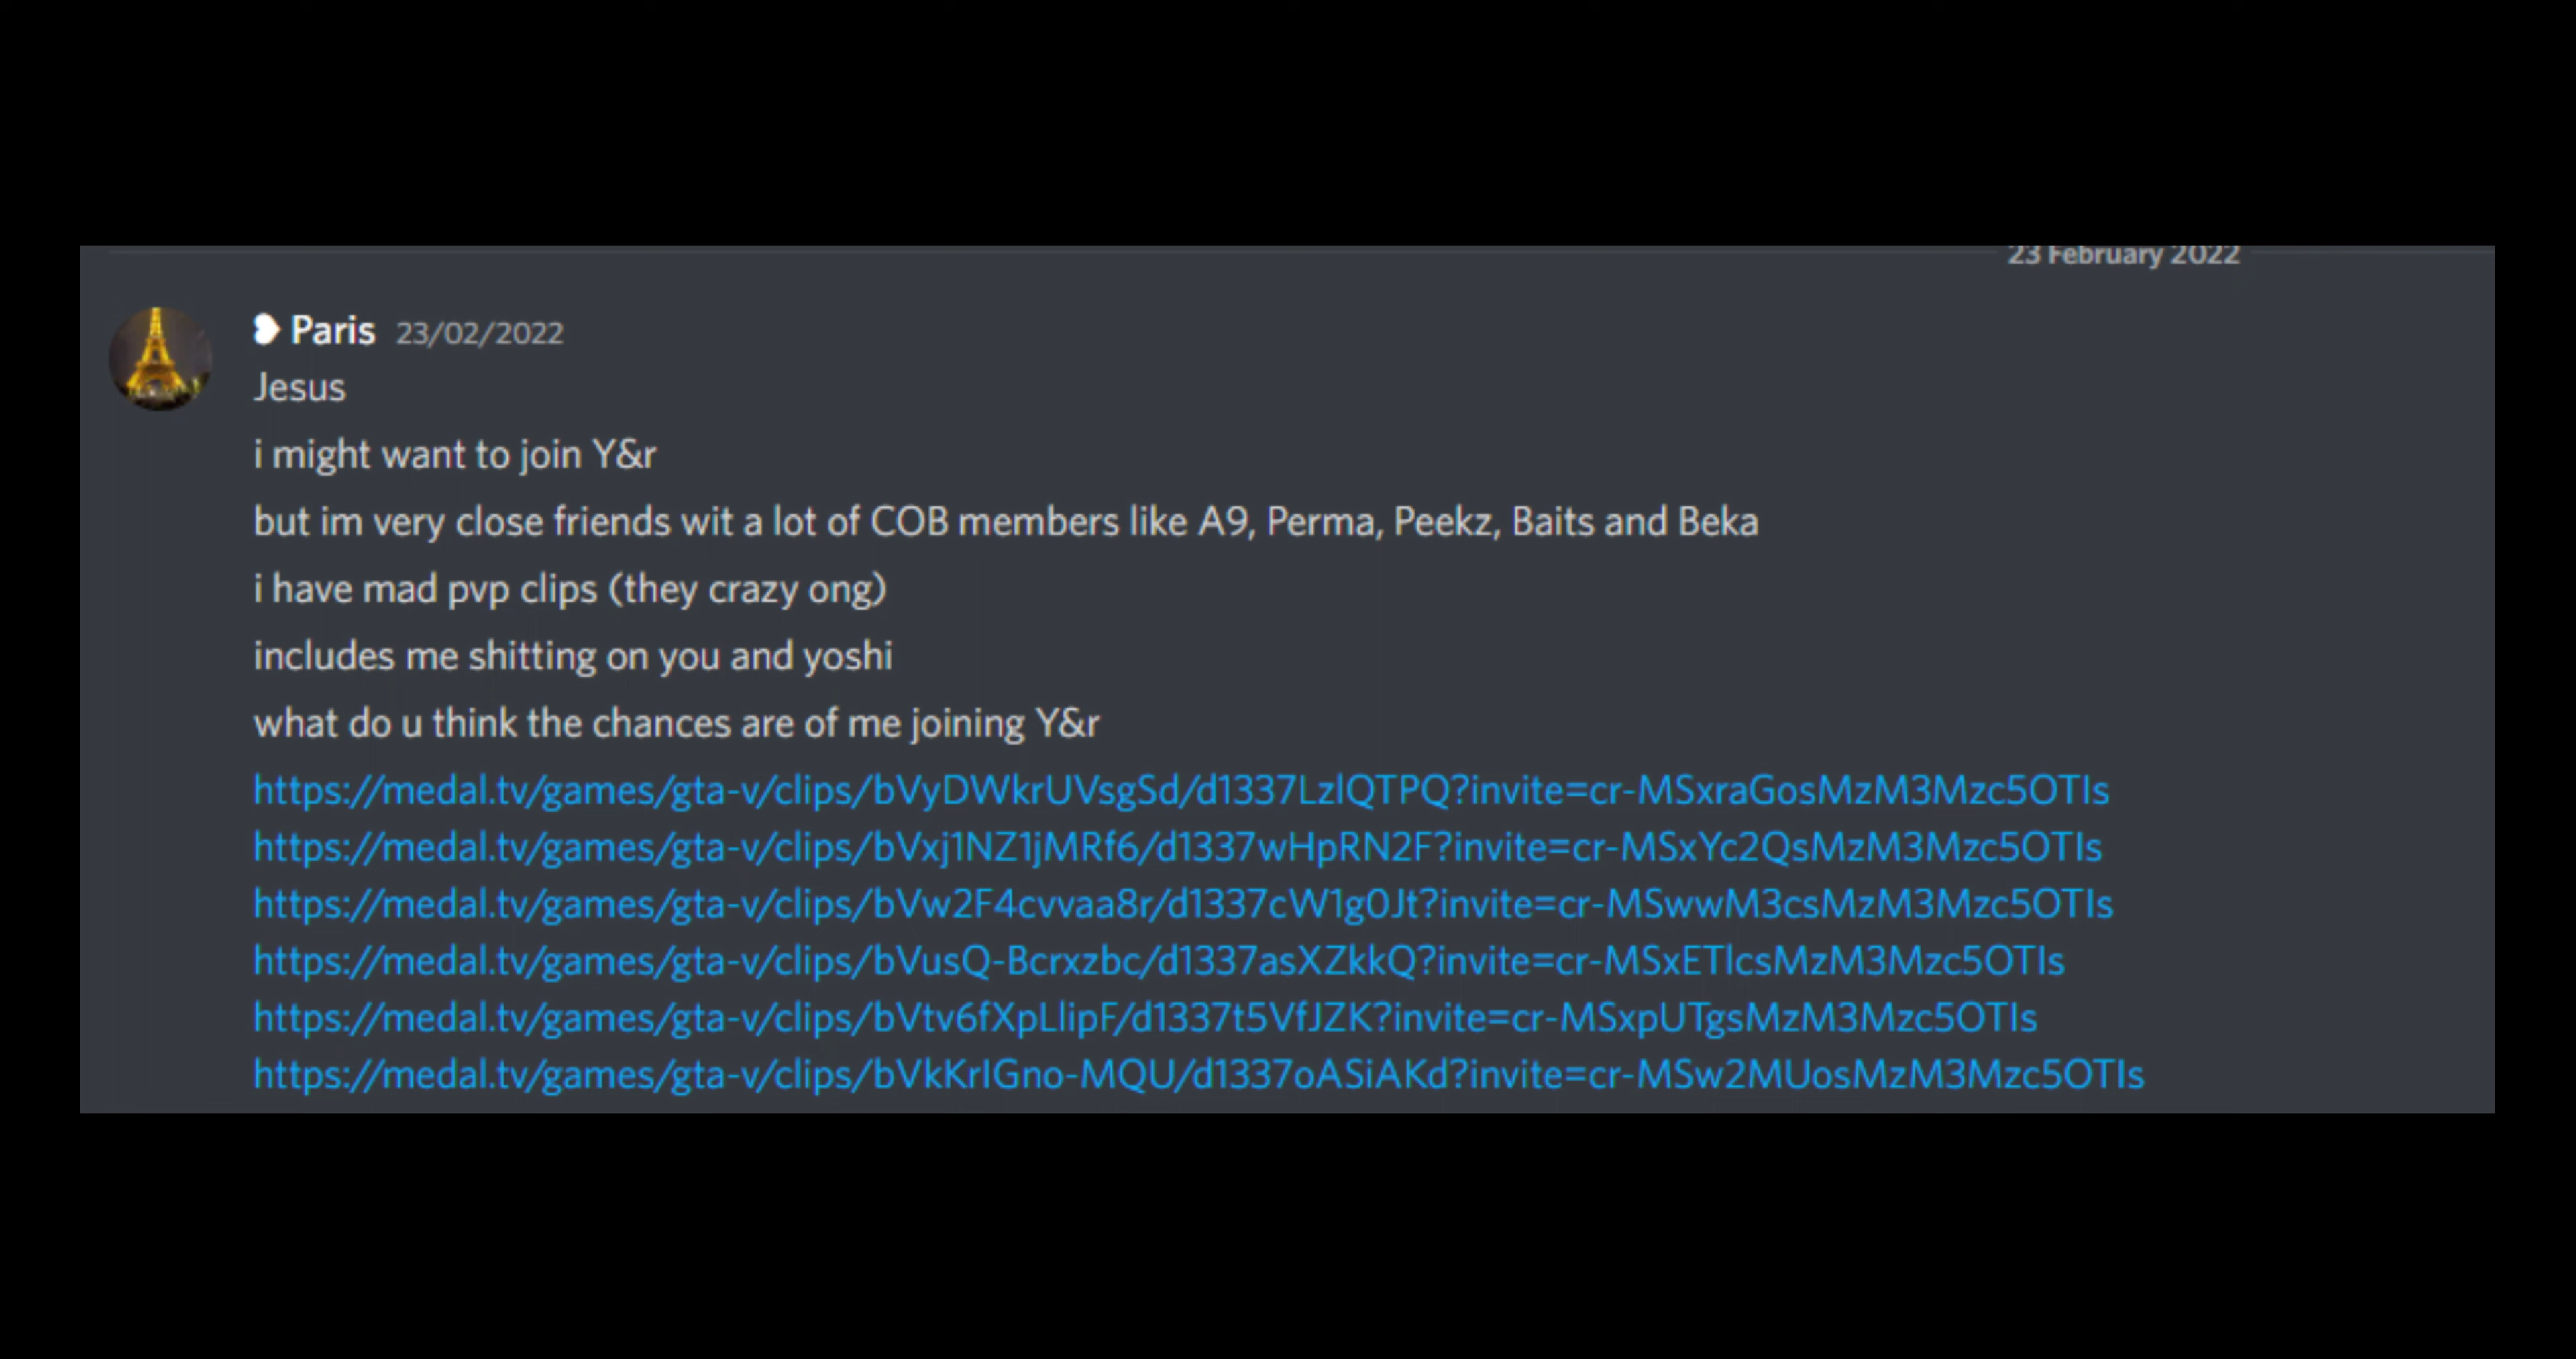 23 February 2022
❥ Paris 23/02/2022
Jesus
i might want to join Y&r
but im very close friends wit a lot of COB members like A9, Perma, Peekz, Baits and Beka
i have mad pvp clips (they crazy ong)
includes me shitting on you and yoshi
what do u think the chances are of me joining Y&r
https://medal.tv/games/gta-v/clips/bVyDWkrUVsgSd/d1337LzlQTPQ?invite=cr-MSxraGosMzM3Mzc5OTIs
https://medal.tv/games/gta-v/clips/bVxj1NZ1jMRf6/d1337wHpRN2F?invite=cr-MSxYc2QsMzM3Mzc5OTIs
https://medal.tv/games/gta-v/clips/bVw2F4cvvaa8r/d1337cW1g0Jt?invite=cr-MSwwM3csMzM3Mzc5OTIs
https://medal.tv/games/gta-v/clips/bVusQ-Bcrxzbc/d1337asXZkkQ?invite=cr-MSxETlcsMzM3Mzc5OTIs
https://medal.tv/games/gta-v/clips/bVtv6fXpLlipF/d1337t5VfJZK?invite=cr-MSxpUTgsMzM3Mzc5OTIs
https://medal.tv/games/gta-v/clips/bVkKrIGno-MQU/d1337oASiAKd?invite=cr-MSw2MUosMzM3Mzc5OTIs